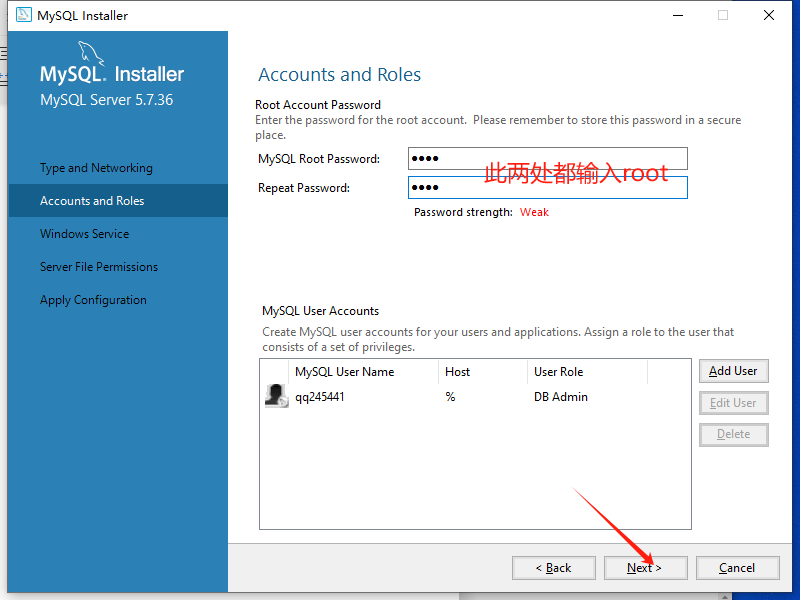 MySQL Installer
MySQL. Installer
MySQL Server 5.7.36
Type and Networking
Accounts and Roles
Windows Service
Server File Permissions
Apply Configuration
Accounts and Roles
Root Account Password
Enter the password for the root account.  Please remember to store this password in a secure
place.
MySQL Root Password: ●●●●
Repeat Password: ●●●●
此两处都输入root
Password strength: Weak
MySQL User Accounts
Create MySQL user accounts for your users and applications. Assign a role to the user that
consists of a set of privileges.
MySQL User Name Host User Role
qq245441 % DB Admin
Add User
Edit User
Delete
< Back Next > Cancel